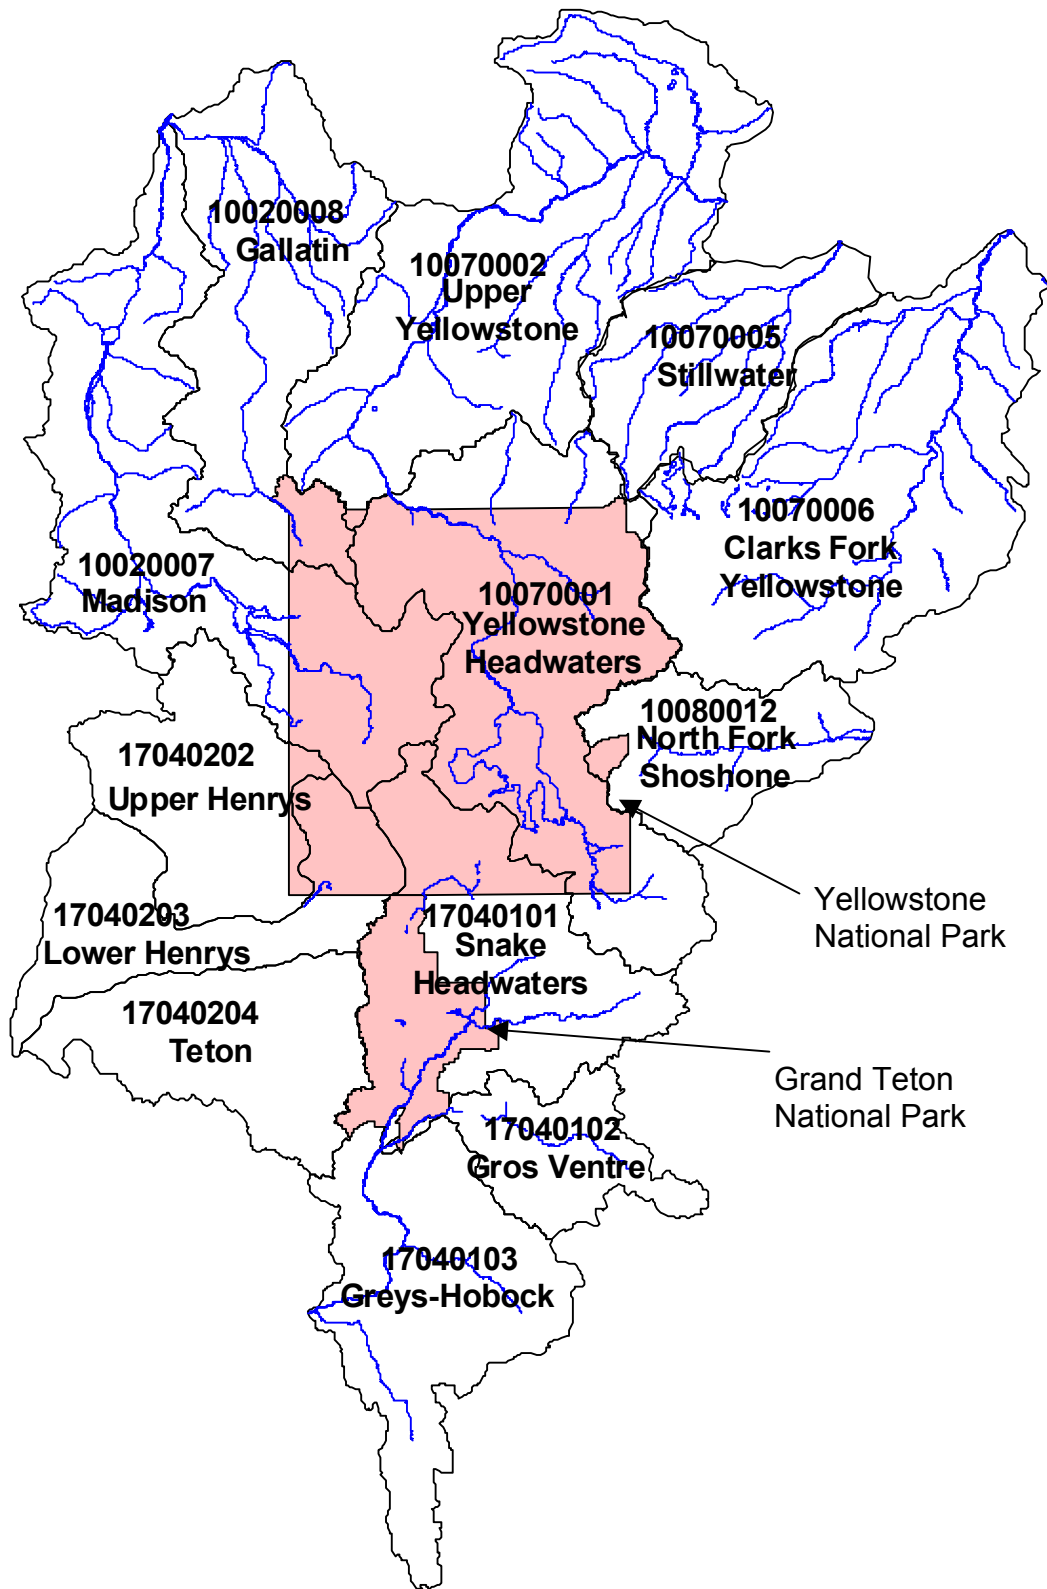 10020008
Gallatin
10070002
Upper
Yellowstone
10070005
Stillwater
10070006
Clarks Fork
Yellowstone
10020007
Madison
10070001
Yellowstone
Headwaters
10080012
North Fork
Shoshone
17040202
Upper Henrys
Yellowstone
National Park
17040203
Lower Henrys
17040101
Snake
Headwaters
17040204
Teton
Grand Teton
National Park
17040102
Gros Ventre
17040103
Greys-Hobock